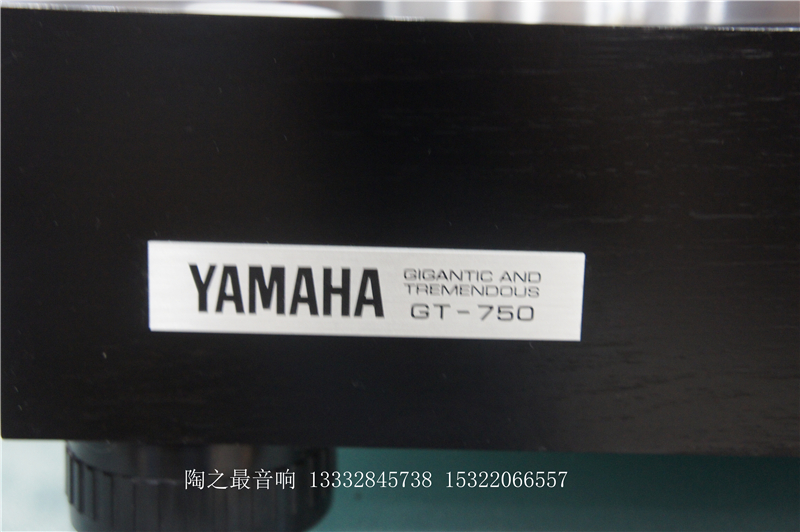 YAMAHA
GIGANTIC AND
TREMENDOUS
GT-750
陶之最音响 13332845738 15322066557